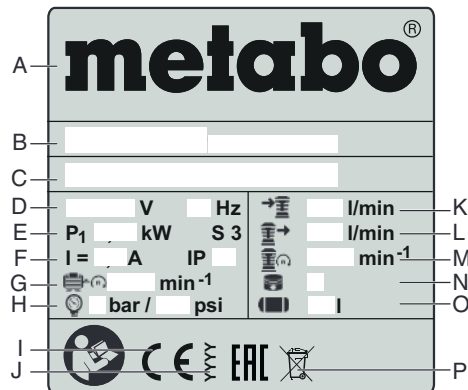 A metabo ®
B
C
D V Hz
E P1 kW S 3
F I = , A IP
G min-1
H bar / psi
l/min K
l/min L
min-1 M
N
l O
I
J CE EAC P